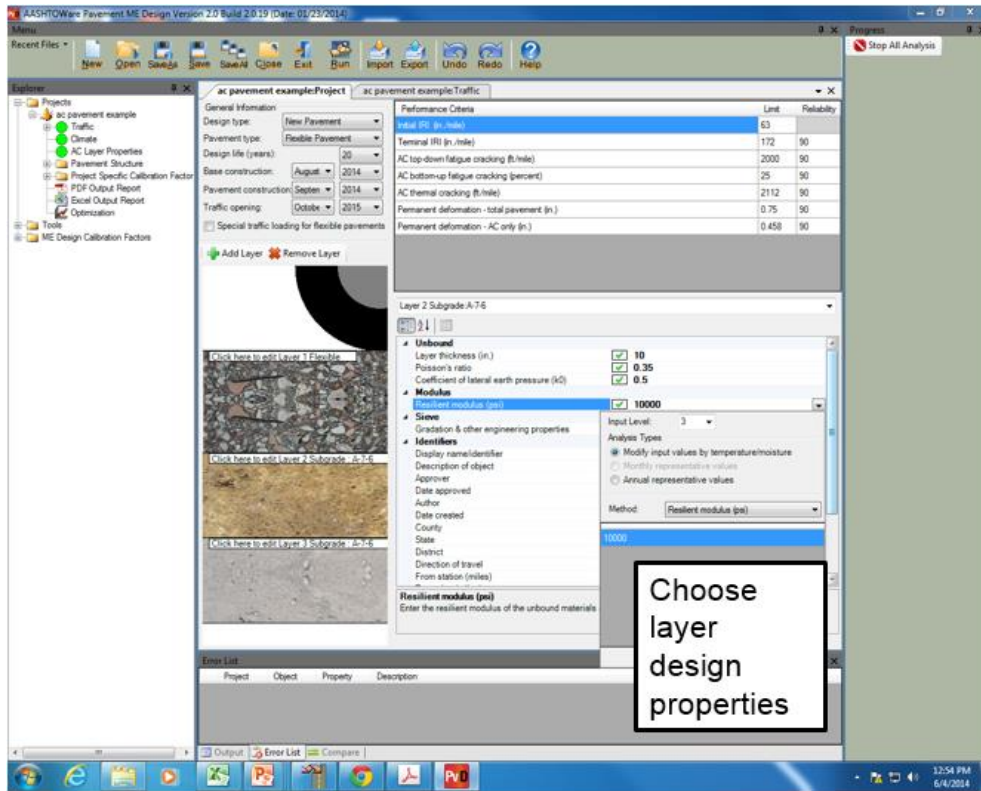 AASHTOWare Pavement ME Design Version 2.0 Build 2.0.19 (Date: 01/23/2014)
Menu
Recent Files
New Open SaveAs Save SaveAll Close Exit Run Import Export Undo Redo Help
Progress
Stop All Analysis
Explorer
Projects
ac pavement example
Traffic
Climate
AC Layer Properties
Pavement Structure
Project Specific Calibration Factor
PDF Output Report
Excel Output Report
Optimization
Tools
ME Design Calibration Factors
ac pavement example:Project ac pavement example:Traffic
General Information
Design type: New Pavement
Pavement type: Flexible Pavement
Design life (years): 20
Base construction: August 2014
Pavement construction: Septen 2014
Traffic opening: Octobe 2015
Special traffic loading for flexible pavements
Add Layer Remove Layer
Performance Criteria Limit Reliability
Initial IRI (in./mile) 63
Terminal IRI (in./mile) 172 90
AC top-down fatigue cracking (ft/mile) 2000 90
AC bottom-up fatigue cracking (percent) 25 90
AC thermal cracking (ft/mile) 2112 90
Permanent deformation - total pavement (in.) 0.75 90
Permanent deformation - AC only (in.) 0.458 90
Click here to edit Layer 1 Flexible
Click here to edit Layer 2 Subgrade : A-7-6
Click here to edit Layer 3 Subgrade : A-7-6
Layer 2 Subgrade:A-7-6
Unbound
Layer thickness (in.) 10
Poisson's ratio 0.35
Coefficient of lateral earth pressure (k0) 0.5
Modulus
Resilient modulus (psi) 10000
Sieve
Gradation & other engineering properties
Identifiers
Display name/identifier
Description of object
Approver
Date approved
Author
Date created
County
State
District
Direction of travel
From station (miles)
Input Level: 3
Analysis Types
Modify input values by temperature/moisture
Monthly representative values
Annual representative values
Method: Resilient modulus (psi)
10000
Resilient modulus (psi)
Enter the resilient modulus of the unbound materials
Choose
layer
design
properties
Error List
Project Object Property Description
Output Error List Compare
PvD
12:54 PM
6/4/2014